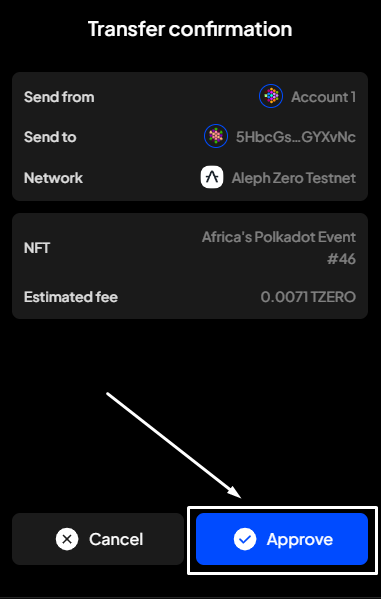 Transfer confirmation
Send from Account 1
Send to 5HbcGs...GYXvNc
Network Aleph Zero Testnet
NFT Africa's Polkadot Event
#46
Estimated fee 0.0071 TZERO
Cancel Approve